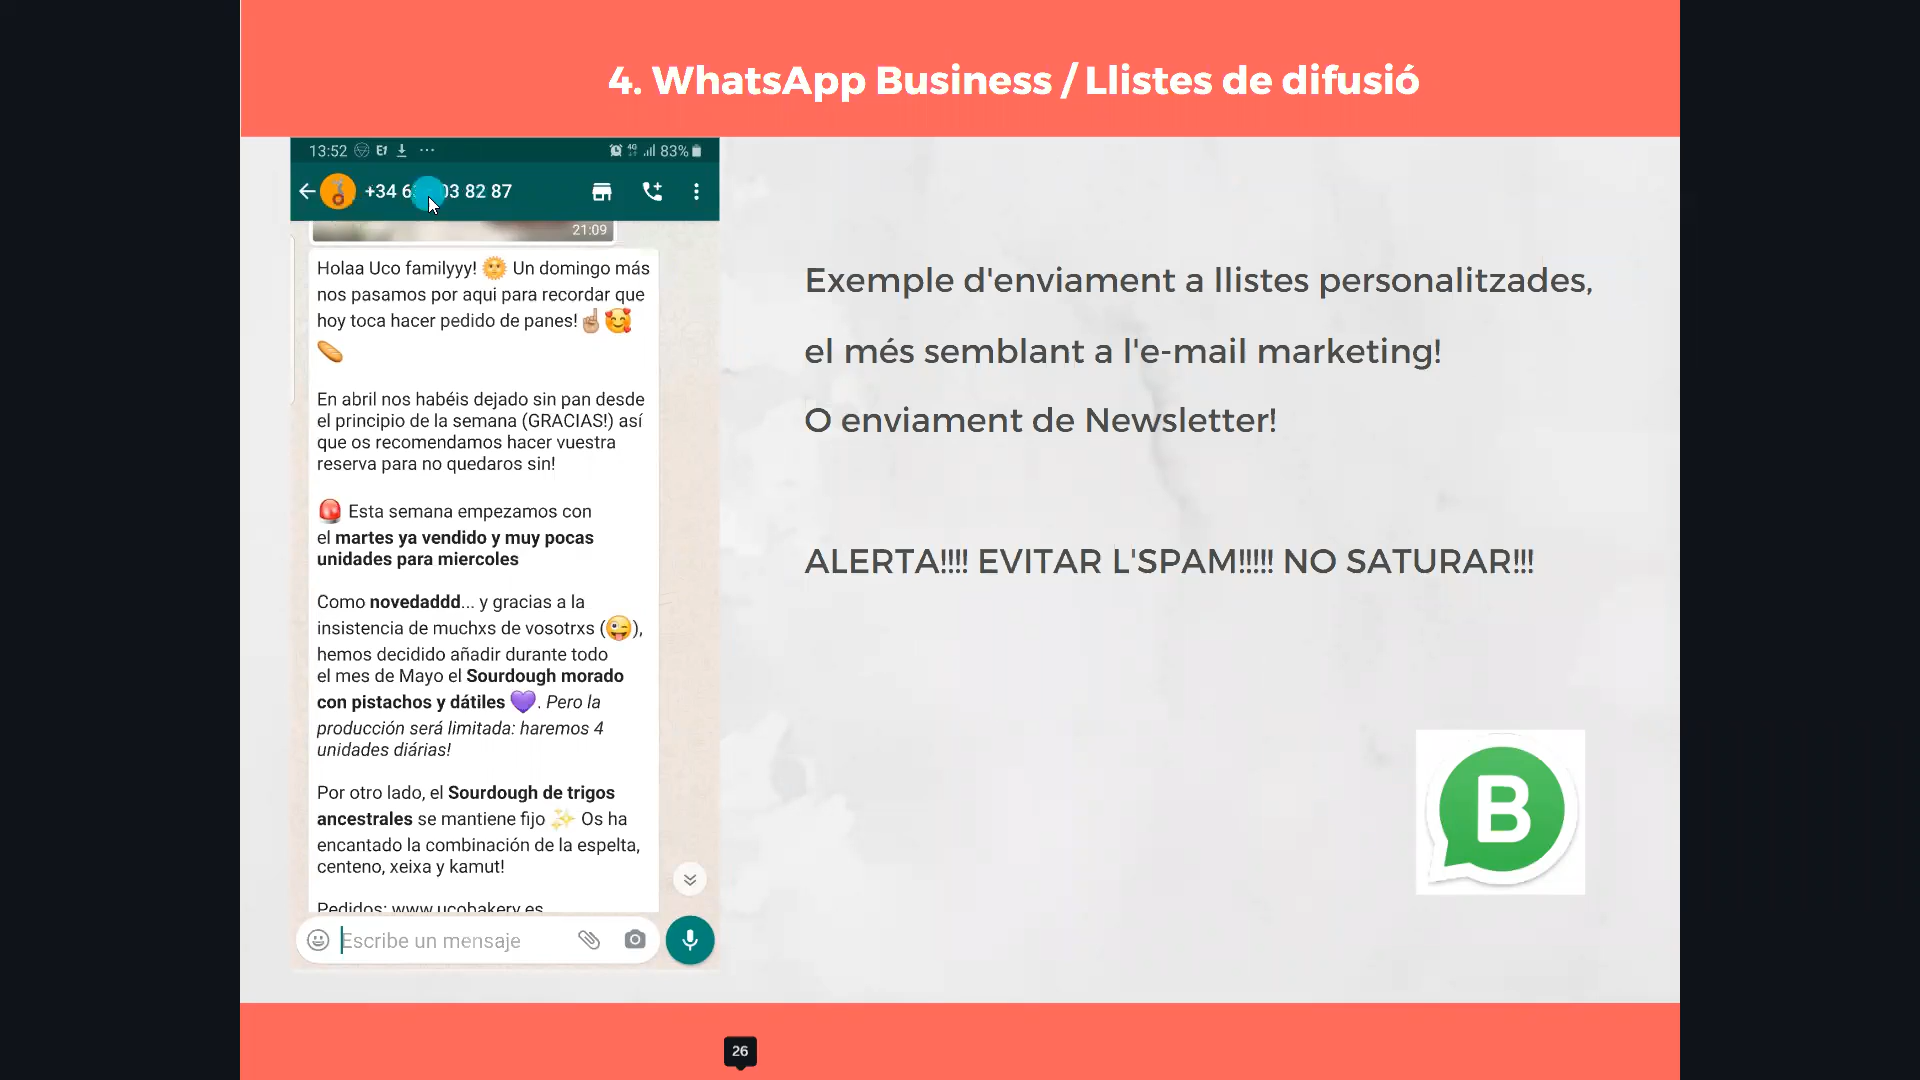 4. WhatsApp Business / Llistes de difusió
13:52
83%
03 82 87
21:09
Holaa Uco familyyy! 🌞 Un domingo más
nos pasamos por aqui para recordar que
hoy toca hacer pedido de panes!☝🏼🥰
🥖
En abril nos habéis dejado sin pan desde
el principio de la semana (GRACIAS!) así
que os recomendamos hacer vuestra
reserva para no quedaros sin!
🚨 Esta semana empezamos con
el martes ya vendido y muy pocas
unidades para miercoles
Como novedaddd... y gracias a la
insistencia de muchxs de vosotrxs (😜),
hemos decidido añadir durante todo
el mes de Mayo el Sourdough morado
con pistachos y dátiles 💜. Pero la
producción será limitada: haremos 4
unidades diárias!
Por otro lado, el Sourdough de trigos
ancestrales se mantiene fijo ✨ Os ha
encantado la combinación de la espelta,
centeno, xeixa y kamut!
Pedidos: www.ucobakery.es
Escribe un mensaje
Exemple d'enviament a llistes personalitzades,
el més semblant a l'e-mail marketing!
O enviament de Newsletter!
ALERTA!!!! EVITAR L'SPAM!!!!! NO SATURAR!!!
B
26